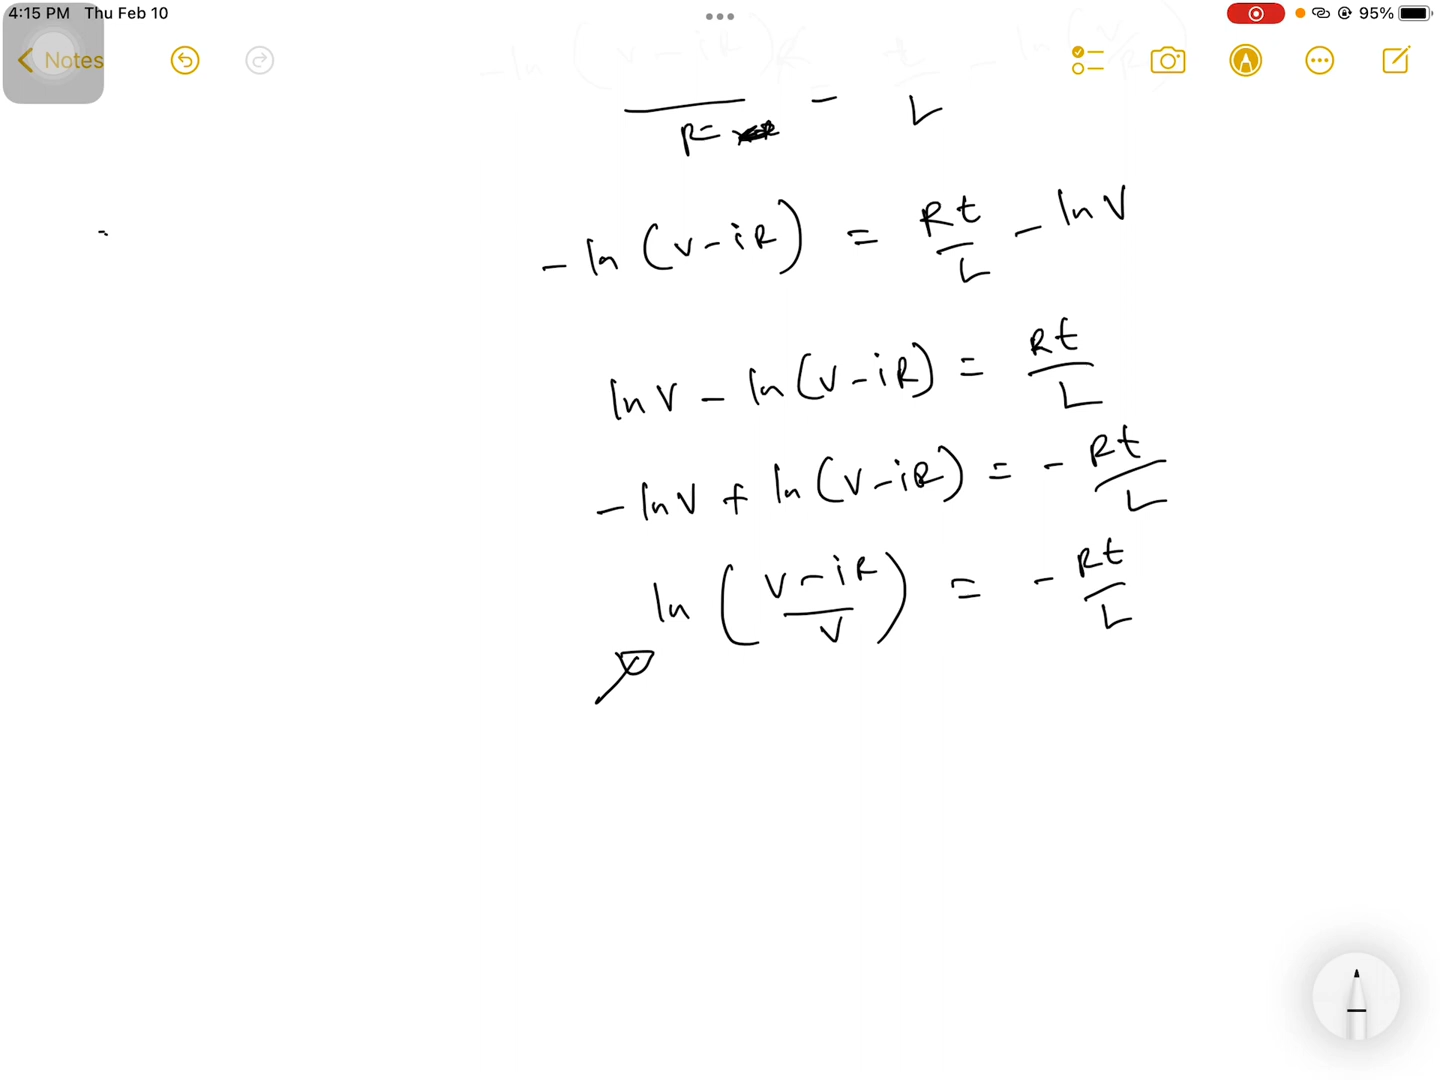 4:15 PM Thu Feb 10
95%
Notes
R
L
- ln (V - iR) = Rt/L - ln V
ln V - ln (V - iR) = Rt/L
- ln V + ln (V - iR) = - Rt/L
ln ( (V - iR)/V ) = - Rt/L